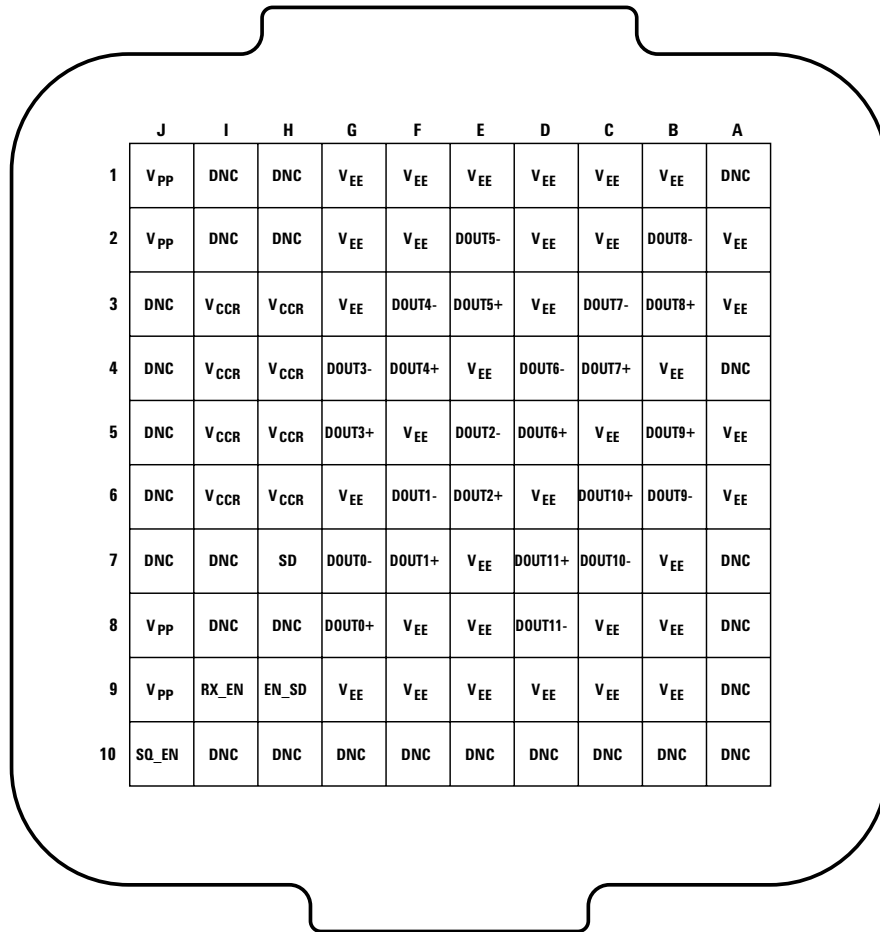 J I H G F E D C B A
1 VPP DNC DNC VEE VEE VEE VEE VEE VEE DNC
2 VPP DNC DNC VEE VEE DOUT5- VEE VEE DOUT8- VEE
3 DNC VCCR VCCR VEE DOUT4- DOUT5+ VEE DOUT7- DOUT8+ VEE
4 DNC VCCR VCCR DOUT3- DOUT4+ VEE DOUT6- DOUT7+ VEE DNC
5 DNC VCCR VCCR DOUT3+ VEE DOUT2- DOUT6+ VEE DOUT9+ VEE
6 DNC VCCR VCCR VEE DOUT1- DOUT2+ VEE DOUT10+ DOUT9- VEE
7 DNC DNC SD DOUT0- DOUT1+ VEE DOUT11+ DOUT10- VEE DNC
8 VPP DNC DNC DOUT0+ VEE VEE DOUT11- VEE VEE DNC
9 VPP RX_EN EN_SD VEE VEE VEE VEE VEE VEE DNC
10 SQ_EN DNC DNC DNC DNC DNC DNC DNC DNC DNC